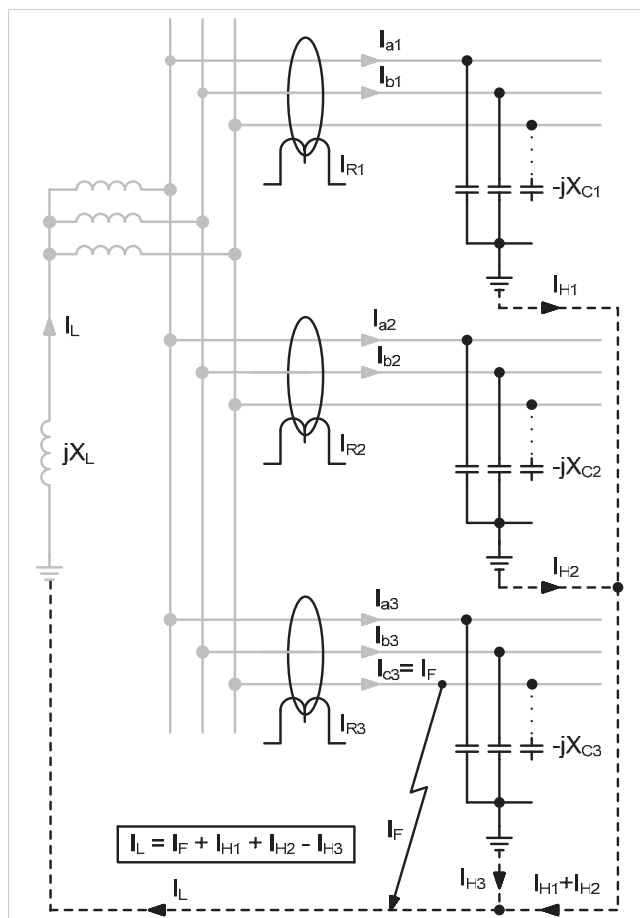 Ia1
Ib1
IR1
-jXC1
IH1
IL
Ia2
Ib2
jXL
IR2
-jXC2
IH2
Ia3
Ib3
Ic3= IF
IR3
-jXC3
IF
IL = IF + IH1 + IH2 - IH3
IL
IH3
IH1+IH2